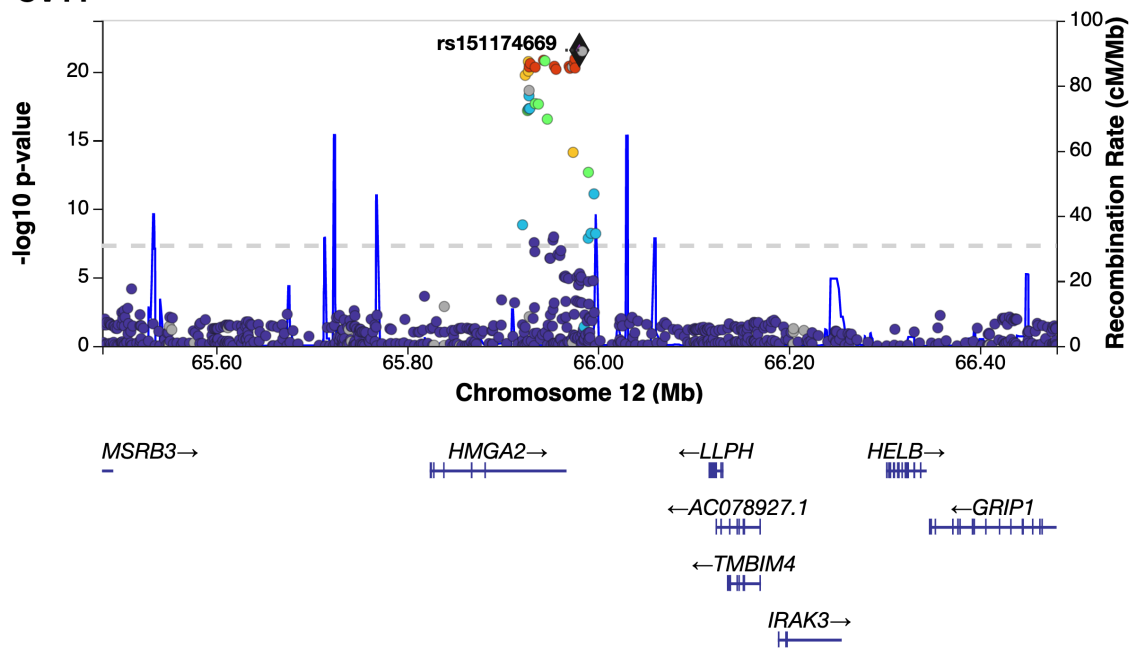 rs151174669
100
20
80
15
60
10
40
5
20
0
0
-log10 p-value
Recombination Rate (cM/Mb)
65.60 65.80 66.00 66.20 66.40
Chromosome 12 (Mb)
MSRB3→ HMGA2→ ←LLPH HELB→
←AC078927.1 ←GRIP1
←TMBIM4
IRAK3→